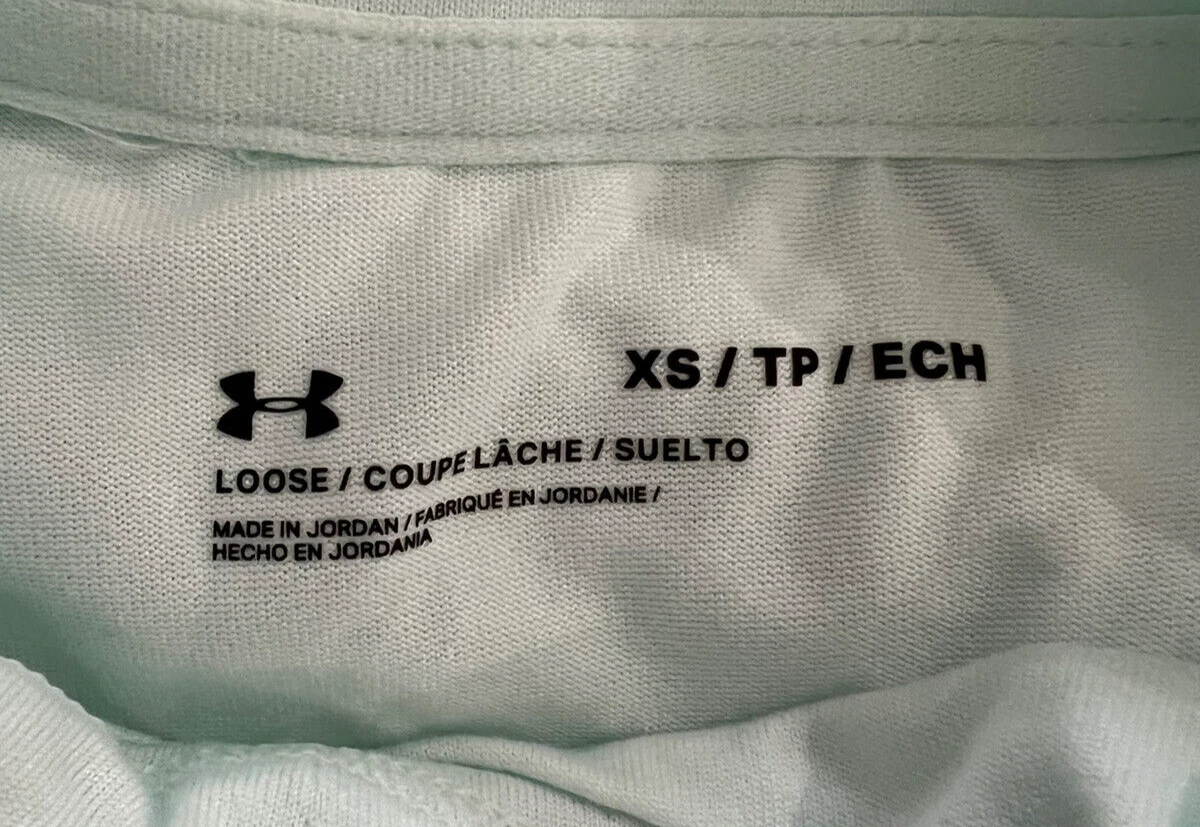 XS / TP / ECH
LOOSE / COUPE LÂCHE / SUELTO
MADE IN JORDAN / FABRIQUÉ EN JORDANIE /
HECHO EN JORDANIA